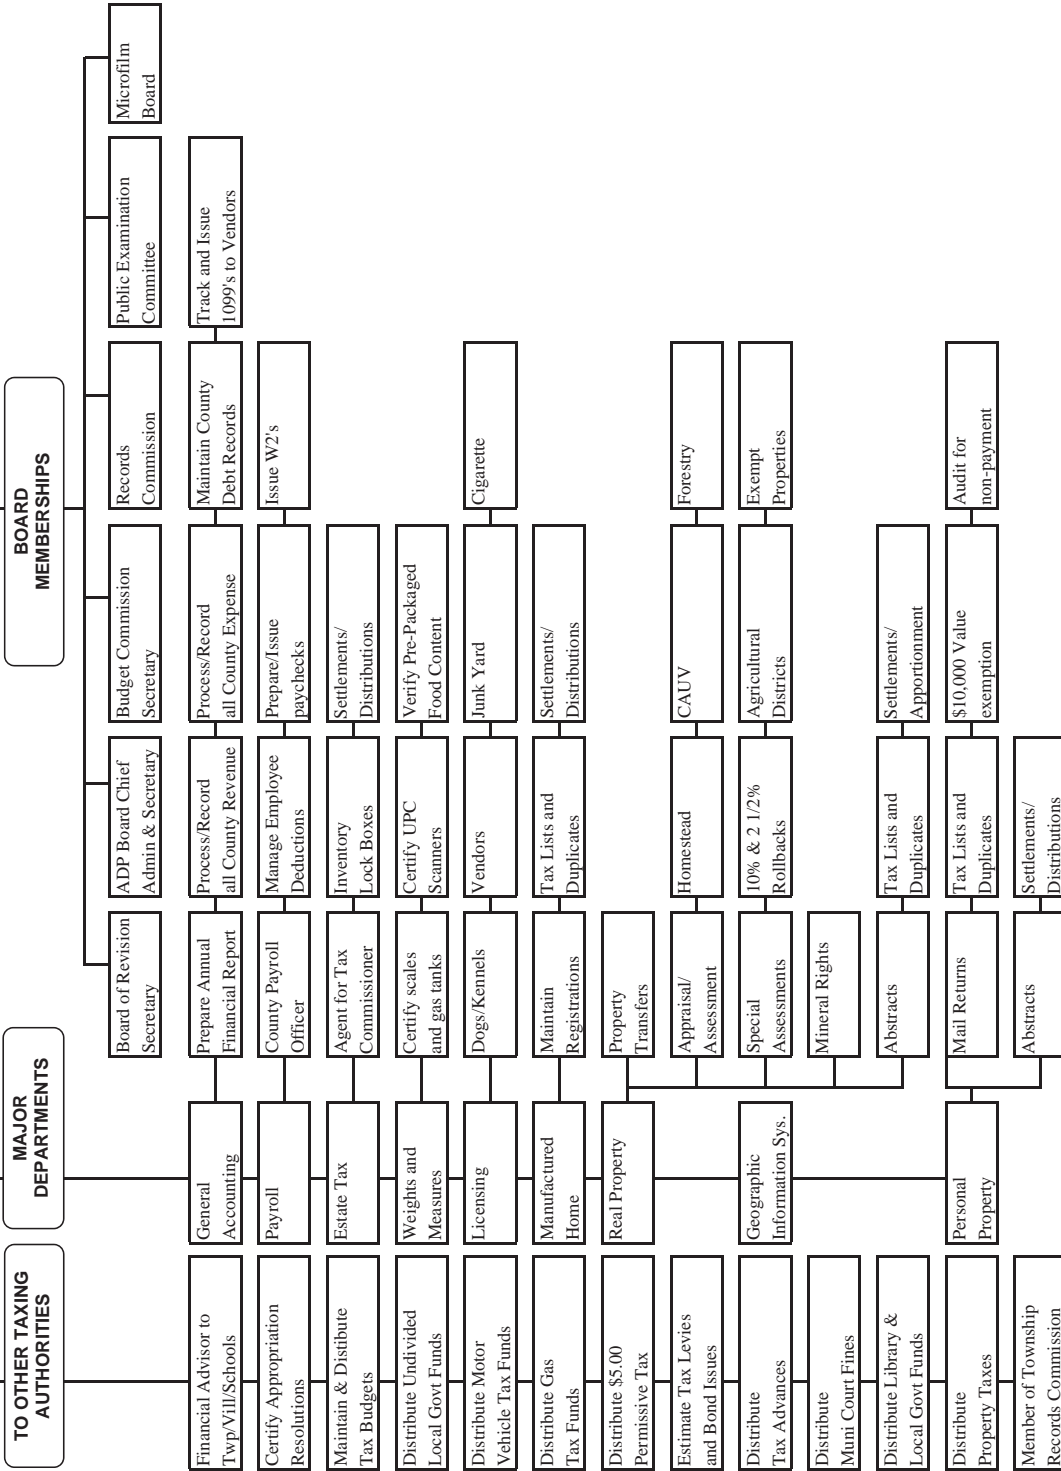 TO OTHER TAXING
AUTHORITIES
MAJOR
DEPARTMENTS
BOARD
MEMBERSHIPS
Board of Revision
Secretary
ADP Board Chief
Admin & Secretary
Budget Commission
Secretary
Records
Commission
Public Examination
Committee
Microfilm
Board
Financial Advisor to
Twp/Vill/Schools
General
Accounting
Prepare Annual
Financial Report
Process/Record
all County Revenue
Process/Record
all County Expense
Maintain County
Debt Records
Track and Issue
1099's to Vendors
Certify Appropriation
Resolutions
Payroll
County Payroll
Officer
Manage Employee
Deductions
Prepare/Issue
paychecks
Issue W2's
Maintain & Distibute
Tax Budgets
Estate Tax
Agent for Tax
Commissioner
Inventory
Lock Boxes
Settlements/
Distributions
Distribute Undivided
Local Govt Funds
Weights and
Measures
Certify scales
and gas tanks
Certify UPC
Scanners
Verify Pre-Packaged
Food Content
Distribute Motor
Vehicle Tax Funds
Licensing
Dogs/Kennels
Vendors
Junk Yard
Cigarette
Distribute Gas
Tax Funds
Manufactured
Home
Maintain
Registrations
Tax Lists and
Duplicates
Settlements/
Distributions
Distribute $5.00
Permissive Tax
Real Property
Property
Transfers
Estimate Tax Levies
and Bond Issues
Appraisal/
Assessment
Homestead
CAUV
Forestry
Distribute
Tax Advances
Geographic
Information Sys.
Special
Assessments
10% & 2 1/2%
Rollbacks
Agricultural
Districts
Exempt
Properties
Distribute
Muni Court Fines
Mineral Rights
Distribute Library &
Local Govt Funds
Abstracts
Tax Lists and
Duplicates
Settlements/
Apportionment
Distribute
Property Taxes
Personal
Property
Mail Returns
Tax Lists and
Duplicates
$10,000 Value
exemption
Audit for
non-payment
Member of Township
Records Commission
Abstracts
Settlements/
Distributions